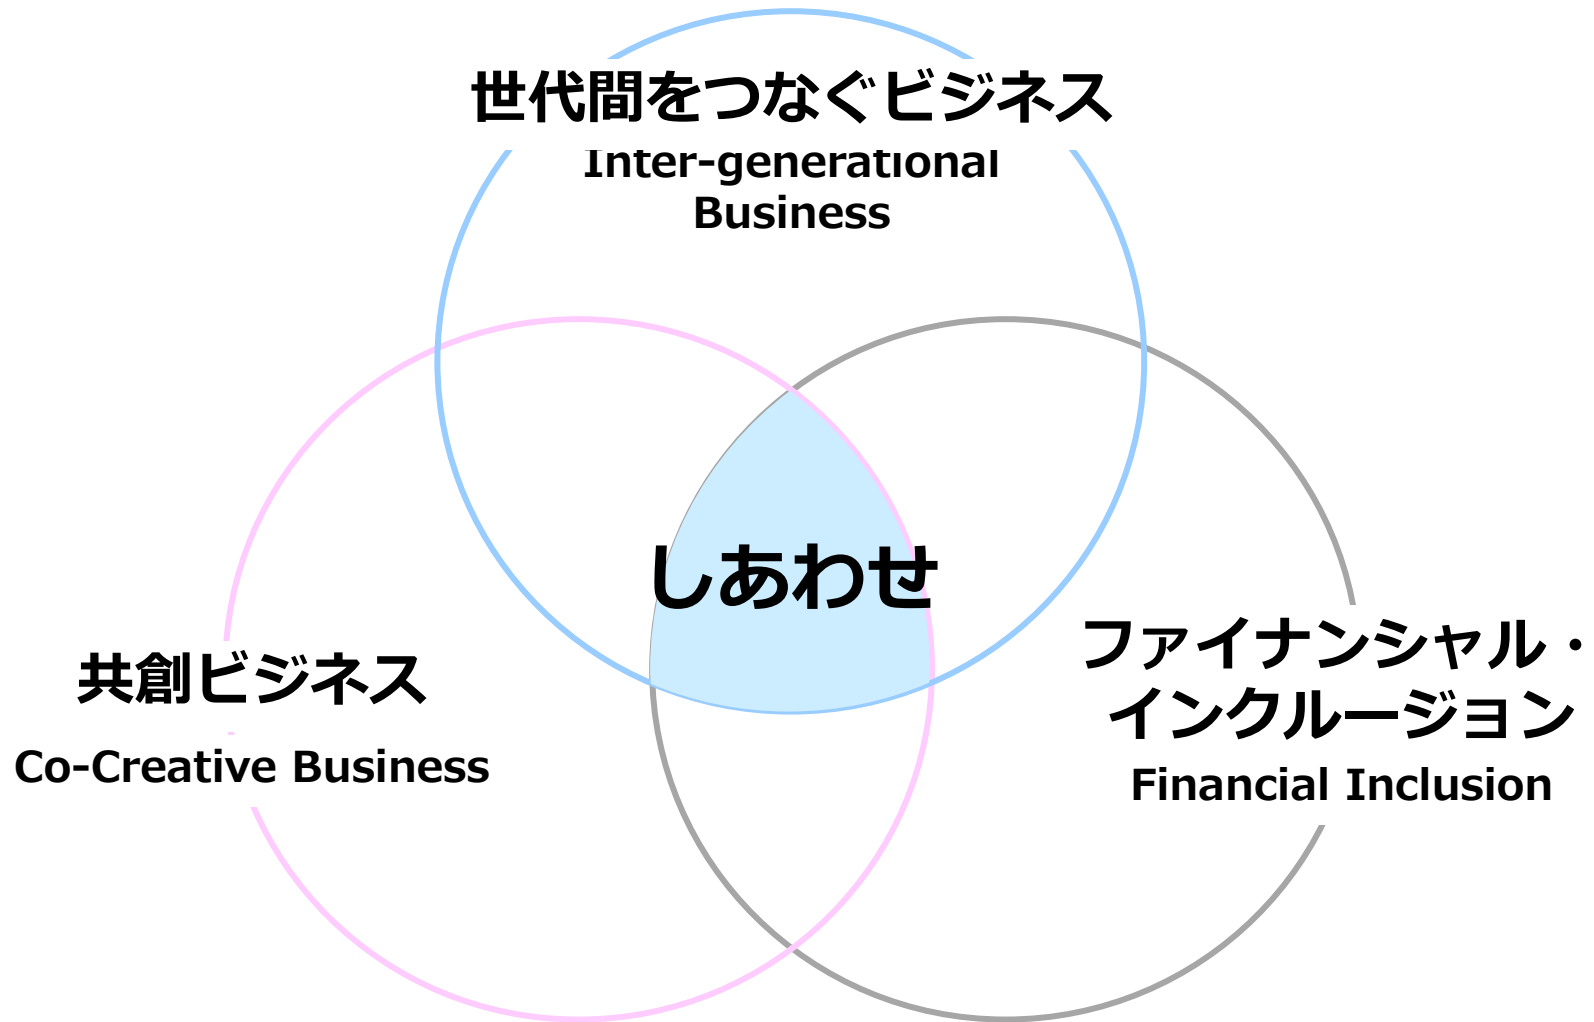 世代間をつなぐビジネス
Inter-generational
Business
しあわせ
共創ビジネス
Co-Creative Business
ファイナンシャル・
インクルージョン
Financial Inclusion